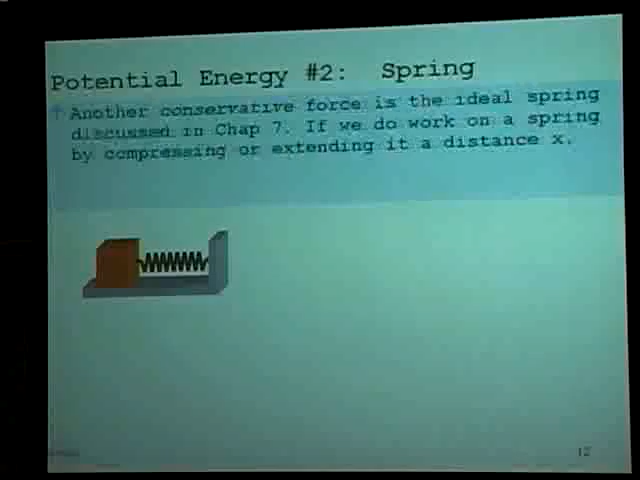 Potential Energy #2: Spring
Another conservative force is the ideal spring
discussed in Chap 7. If we do work on a spring
by compressing or extending it a distance x.
12